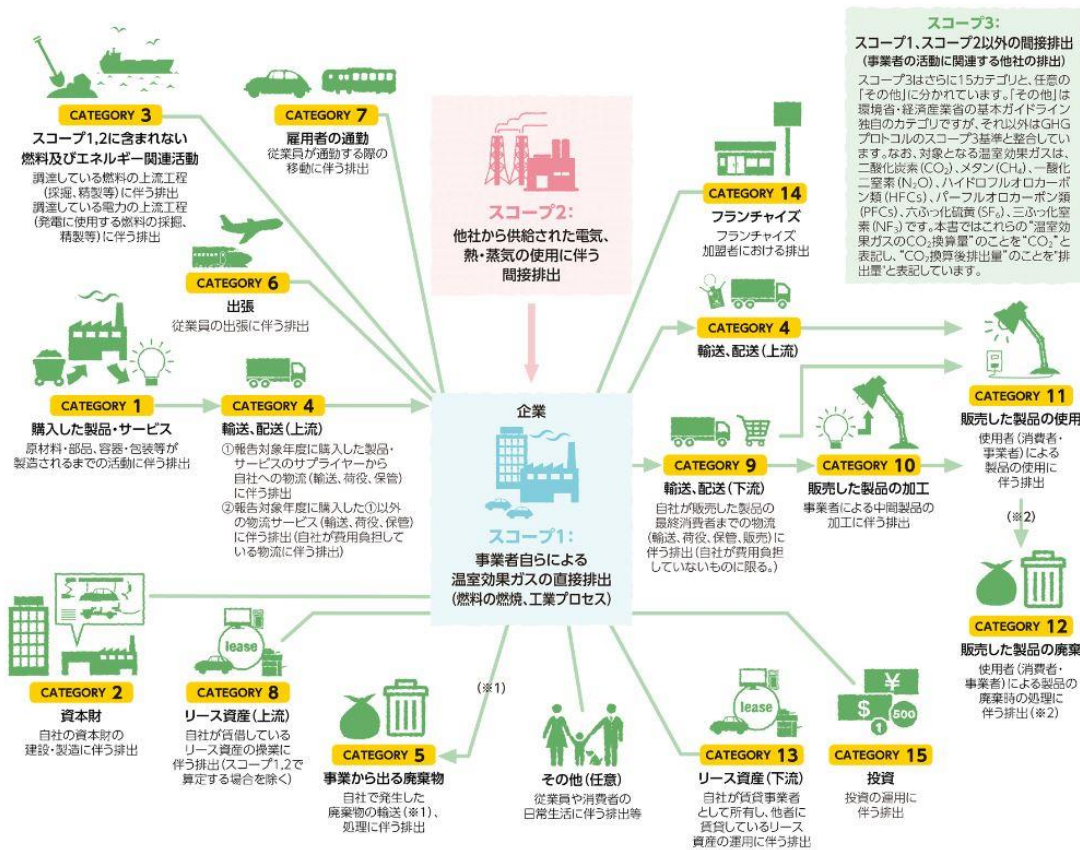 スコープ3:
スコープ1、スコープ2以外の間接排出
(事業者の活動に関連する他社の排出)
スコープ3はさらに15カテゴリと、任意の
「その他」に分かれています。「その他」は
環境省・経済産業省の基本ガイドライン
独自のカテゴリですが、それ以外はGHG
プロトコルのスコープ3基準と整合してい
ます。なお、対象となる温室効果ガスは、
二酸化炭素(CO₂)、メタン(CH₄)、一酸化
二窒素(N₂O)、ハイドロフルオロカーボ
ン類(HFCs)、パーフルオロカーボン類
(PFCs)、六ふっ化硫黄(SF₆)、三ふっ化窒
素(NF₃)です。本書ではこれらの“温室効
果ガスのCO₂換算量”のことを“CO₂”と
表記し、“CO₂換算後排出量”のことを“排
出量”と表記しています。
CATEGORY 3
スコープ1,2に含まれない
燃料及びエネルギー関連活動
調達している燃料の上流工程
(採掘、精製等)に伴う排出
調達している電力の上流工程
(発電に使用する燃料の採掘、
精製等)に伴う排出
CATEGORY 7
雇用者の通勤
従業員が通勤する際の
移動に伴う排出
スコープ2:
他社から供給された電気、
熱・蒸気の使用に伴う
間接排出
CATEGORY 14
フランチャイズ
フランチャイズ
加盟者における排出
CATEGORY 6
出張
従業員の出張に伴う排出
CATEGORY 4
輸送、配送(上流)
CATEGORY 1
購入した製品・サービス
原材料・部品、容器・包装等が
製造されるまでの活動に伴う排出
CATEGORY 4
輸送、配送(上流)
①報告対象年度に購入した製品・
サービスのサプライヤーから
自社への物流(輸送、荷役、保管)
に伴う排出
②報告対象年度に購入した①以外
の物流サービス(輸送、荷役、保管)
に伴う排出(自社が費用負担してい
る物流に伴う排出)
企業
スコープ1:
事業者自らによる
温室効果ガスの直接排出
(燃料の燃焼、工業プロセス)
CATEGORY 9
輸送、配送(下流)
自社が販売した製品の
最終消費者までの物流
(輸送、荷役、保管、販売)に
伴う排出(自社が費用負担
していないものに限る。)
CATEGORY 10
販売した製品の加工
事業者による中間製品の
加工に伴う排出
CATEGORY 11
販売した製品の使用
使用者(消費者・
事業者)による
製品の使用に
伴う排出
(※2)
CATEGORY 12
販売した製品の廃棄
使用者(消費者・
事業者)による製品の
廃棄時の処理に
伴う排出(※2)
CATEGORY 2
資本財
自社の資本財の
建設・製造に伴う排出
lease
CATEGORY 8
リース資産(上流)
自社が賃借している
リース資産の操業に
伴う排出(スコープ1,2で
算定する場合を除く)
(※1)
CATEGORY 5
事業から出る廃棄物
自社で発生した
廃棄物の輸送(※1)、
処理に伴う排出
その他(任意)
従業員や消費者の
日常生活に伴う排出等
lease
CATEGORY 13
リース資産(下流)
自社が賃貸事業者
として所有し、他者に
賃貸しているリース
資産の運用に伴う排出
¥
$
1
500
CATEGORY 15
投資
投資の運用に
伴う排出